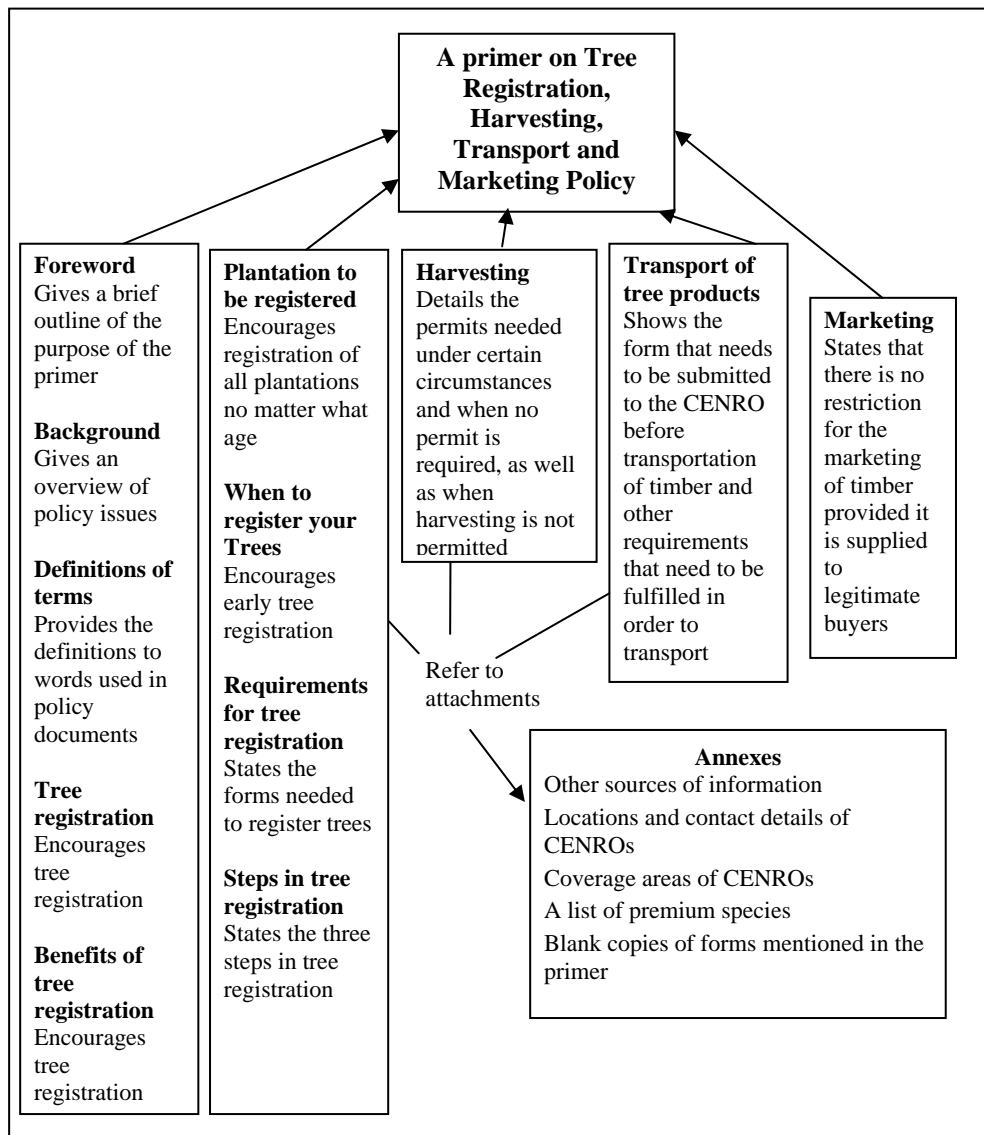 A primer on Tree
Registration,
Harvesting,
Transport and
Marketing Policy
Foreword
Gives a brief
outline of the
purpose of the
primer
Background
Gives an
overview of
policy issues
Definitions of
terms
Provides the
definitions to
words used in
policy
documents
Tree
registration
Encourages
tree
registration
Benefits of
tree
registration
Encourages
tree
registration
Plantation to
be registered
Encourages
registration of
all plantations
no matter what
age
When to
register your
Trees
Encourages
early tree
registration
Requirements
for tree
registration
States the
forms needed
to register trees
Steps in tree
registration
States the three
steps in tree
registration
Harvesting
Details the
permits needed
under certain
circumstances
and when no
permit is
required, as well
as when
harvesting is not
permitted
Transport of
tree products
Shows the
form that needs
to be submitted
to the CENRO
before
transportation
of timber and
other
requirements
that need to be
fulfilled in
order to
transport
Marketing
States that
there is no
restriction
for the
marketing
of timber
provided it
is supplied
to
legitimate
buyers
Refer to
attachments
Annexes
Other sources of information
Locations and contact details of
CENROs
Coverage areas of CENROs
A list of premium species
Blank copies of forms mentioned in the
primer